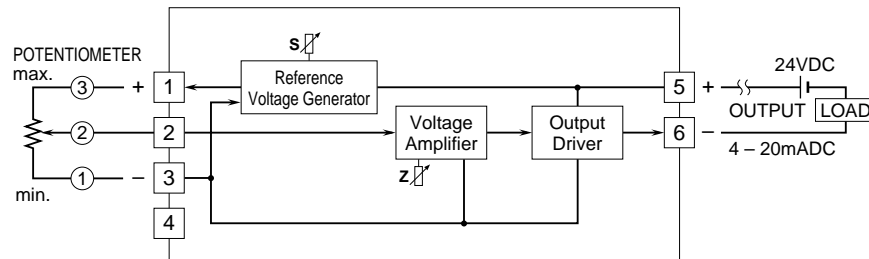 POTENTIOMETER
max.
3 + 1
2 2
1 – 3
min.
4
S
Reference
Voltage Generator
Voltage
Amplifier
Z
Output
Driver
5 +
24VDC
OUTPUT LOAD
6 –
4 – 20mADC